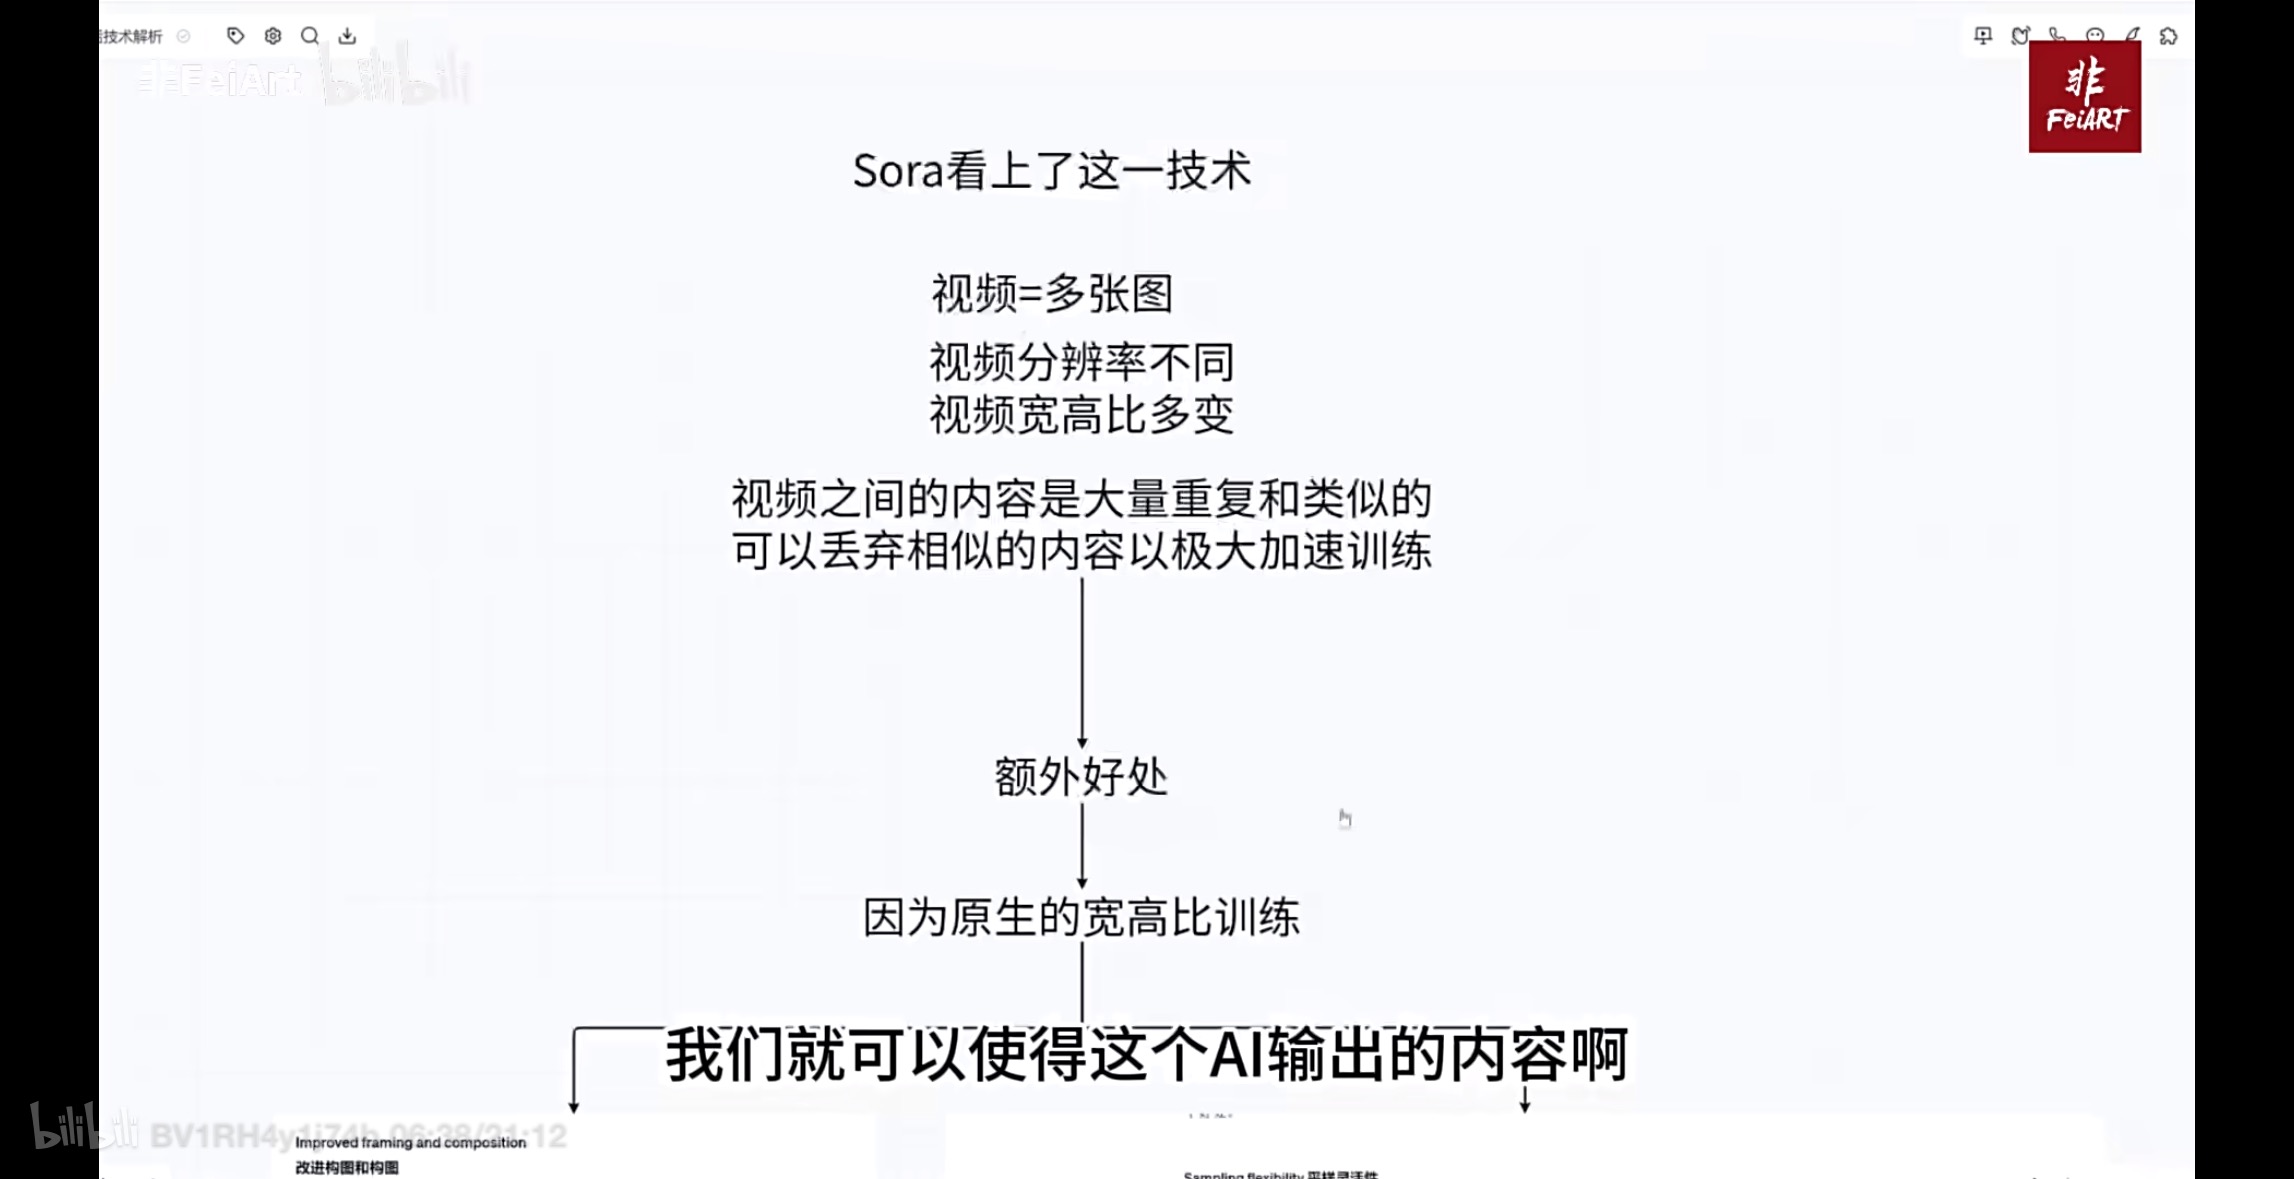 技术解析
非FeiArt bilibili
非
FeiART
Sora看上了这一技术
视频=多张图
视频分辨率不同
视频宽高比多变
视频之间的内容是大量重复和类似的
可以丢弃相似的内容以极大加速训练
额外好处
因为原生的宽高比训练
我们就可以使得这个AI输出的内容啊
bilibili BV1RH4y1j74b 06:38/21:12
Improved framing and composition
改进构图和构图
Sampling flexibility 采样灵活性